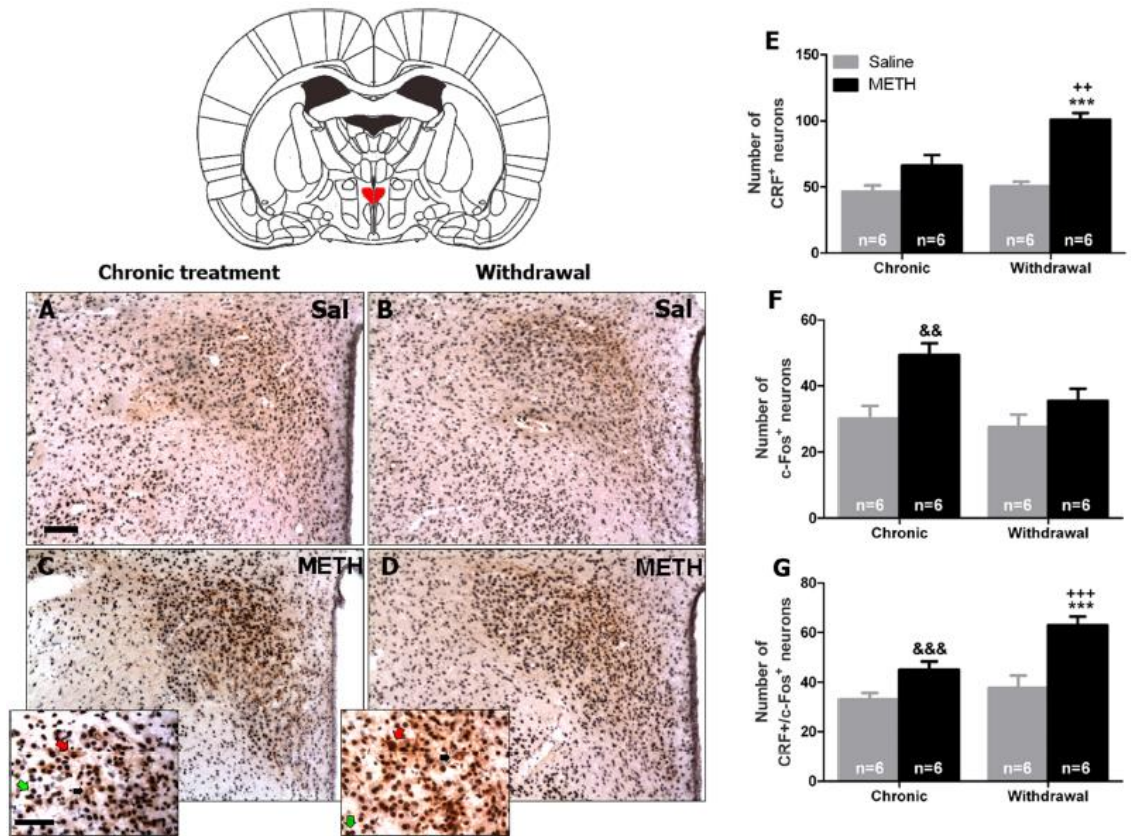 Chronic treatment
Withdrawal
A
Sal
B
Sal
C
METH
D
METH
E
Number of
CRF+ neurons
150
100
50
0
Saline
METH
++
***
n=6
n=6
n=6
n=6
Chronic
Withdrawal
F
Number of
c-Fos+ neurons
60
40
20
0
&&
n=6
n=6
n=6
n=6
Chronic
Withdrawal
G
Number of
CRF+/c-Fos+ neurons
80
60
40
20
0
&&&
+++
***
n=6
n=6
n=6
n=6
Chronic
Withdrawal